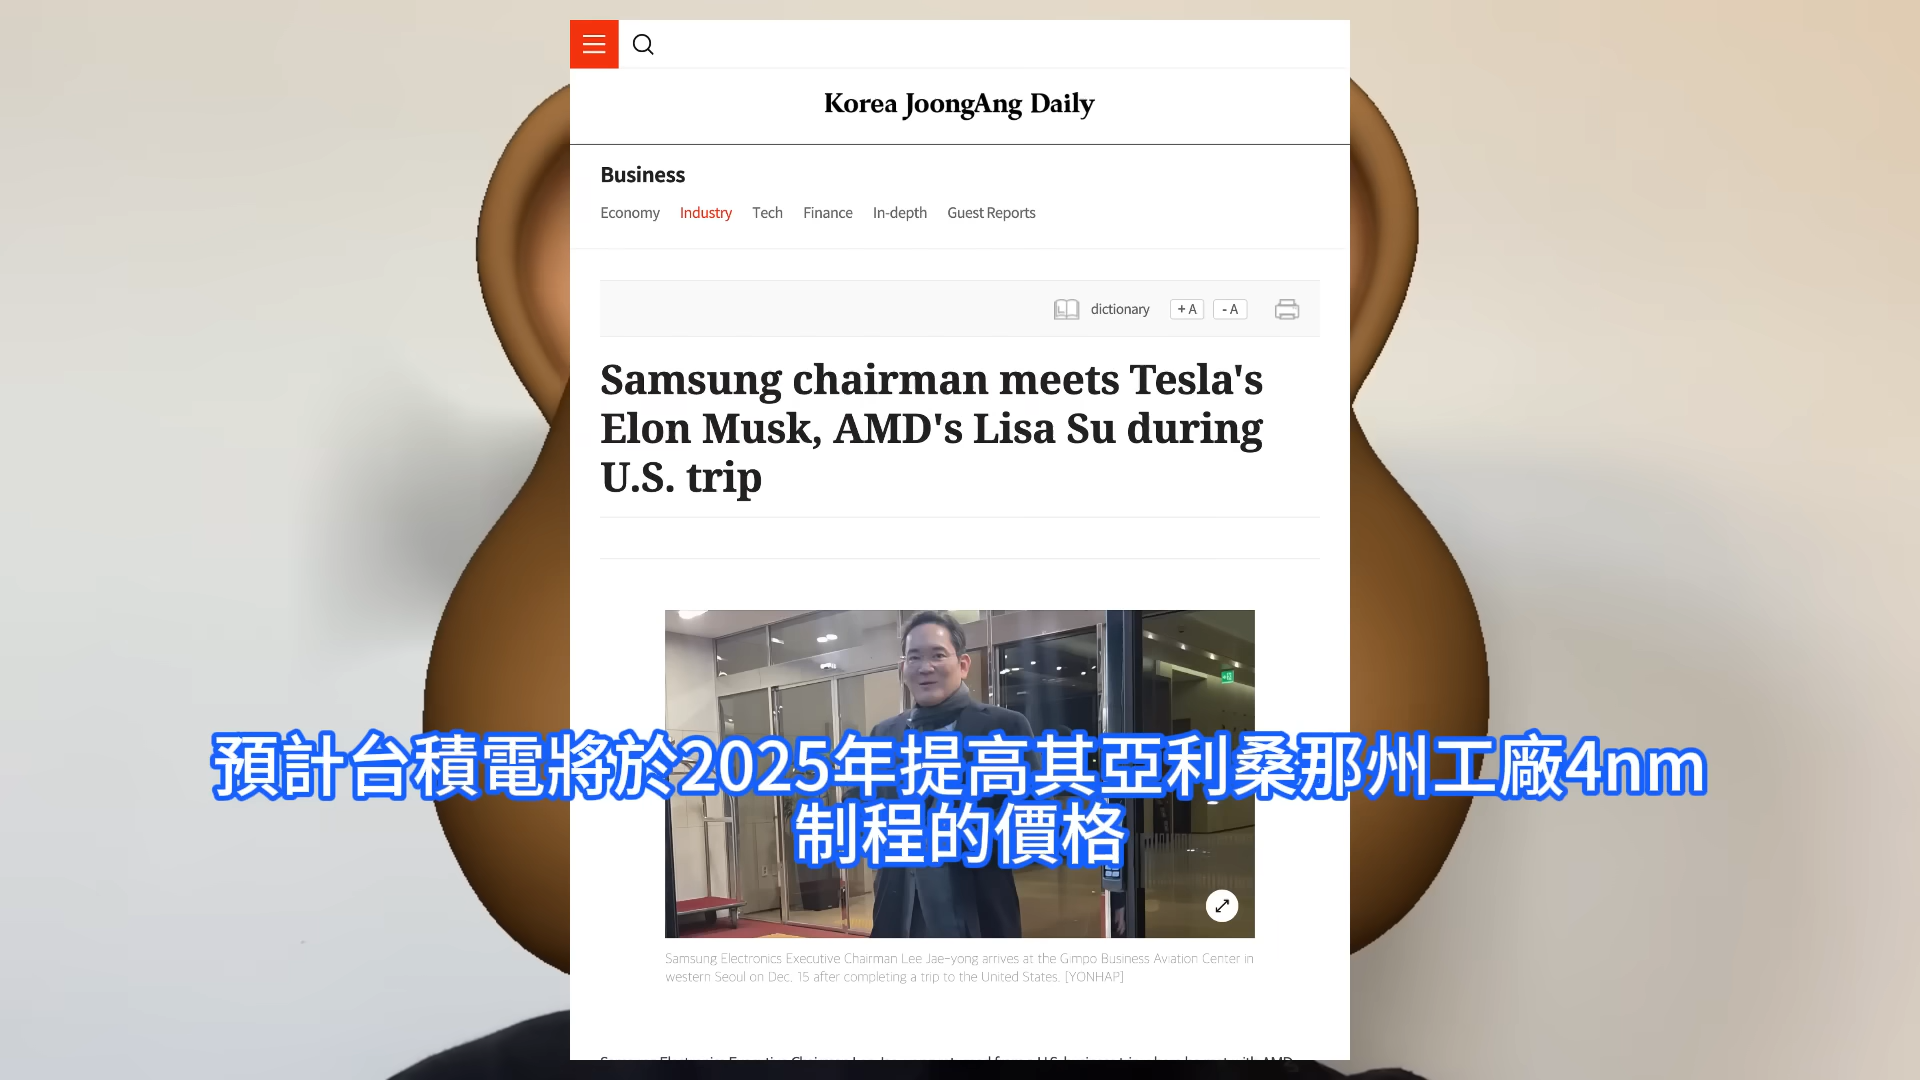 Korea JoongAng Daily
Business
Economy Industry Tech Finance In-depth Guest Reports
dictionary +A -A
Samsung chairman meets Tesla's
Elon Musk, AMD's Lisa Su during
U.S. trip
預計台積電將於2025年提高其亞利桑那州工廠4nm
制程的價格
Samsung Electronics Executive Chairman Lee Jae-yong arrives at the Gimpo Business Aviation Center in
western Seoul on Dec. 15 after completing a trip to the United States. [YONHAP]